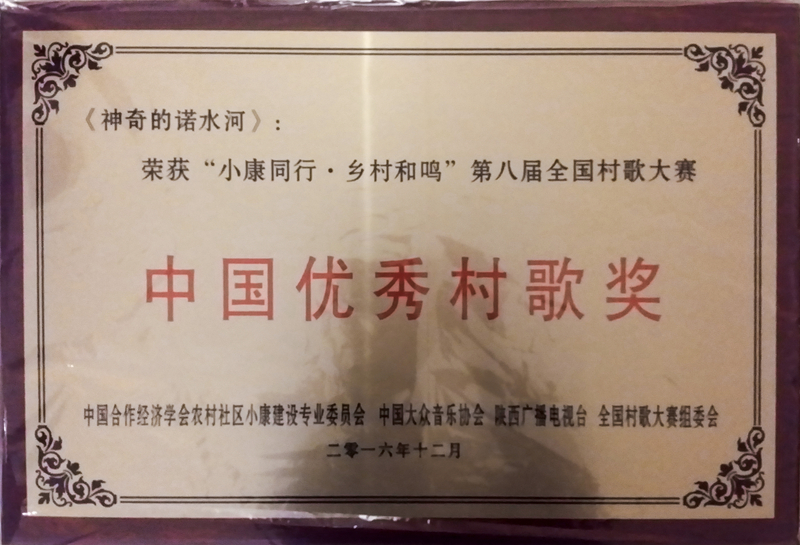 《神奇的诺水河》:
荣获“小康同行·乡村和鸣”第八届全国村歌大赛
中国优秀村歌奖
中国合作经济学会农村社区小康建设专业委员会 中国大众音乐协会 陕西广播电视台 全国村歌大赛组委会
二零一六年十二月